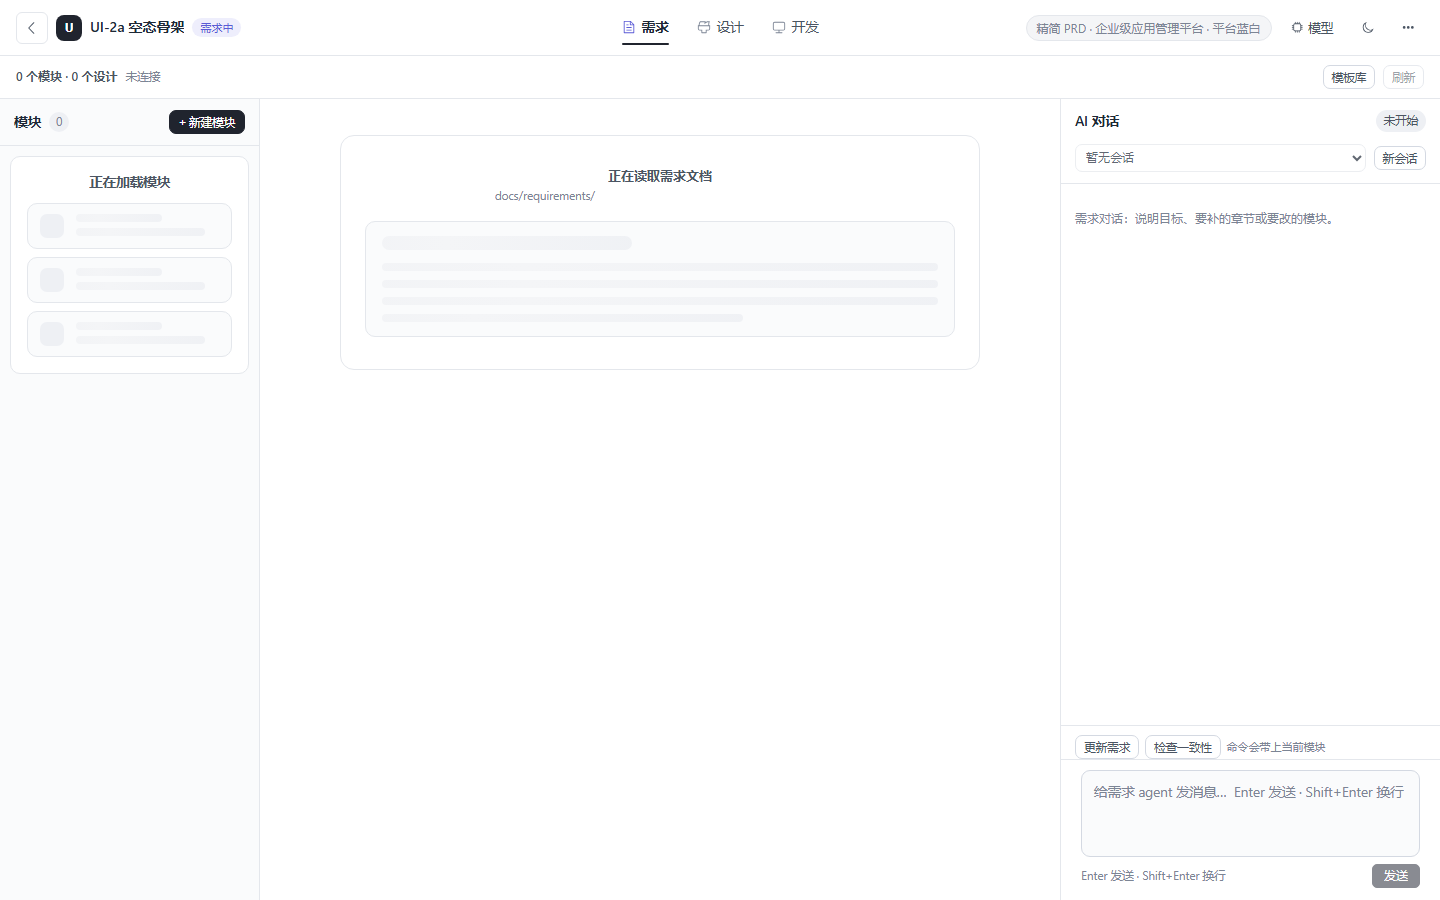 U UI-2a 空态骨架 需求中 需求 设计 开发 精简 PRD · 企业级应用管理平台 · 平台蓝白 模型
0 个模块 · 0 个设计 未连接 模板库 刷新
模块 0 + 新建模块
正在加载模块
正在读取需求文档
docs/requirements/
AI 对话 未开始
暂无会话 新会话
需求对话：说明目标、要补的章节或要改的模块。
更新需求 检查一致性 命令会带上当前模块
给需求 agent 发消息... Enter 发送 · Shift+Enter 换行
Enter 发送 · Shift+Enter 换行 发送